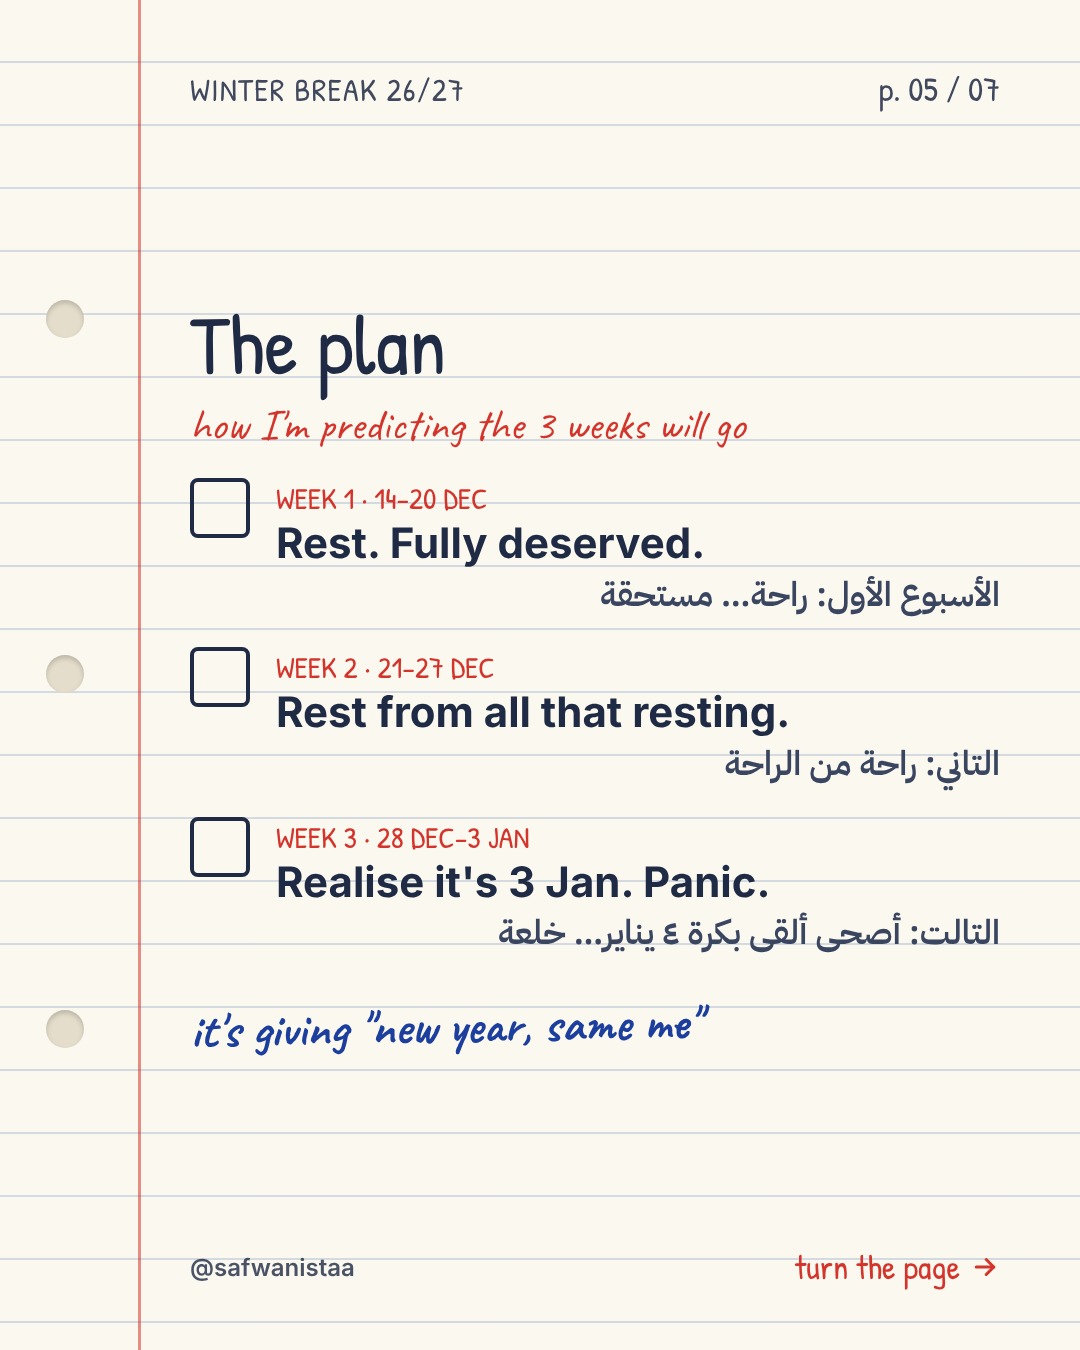 WINTER BREAK 26/27
p. 05 / 07
The plan
how I'm predicting the 3 weeks will go
WEEK 1 · 14–20 DEC
Rest. Fully deserved.
الأسبوع الأول: راحة... مستحقة
WEEK 2 · 21–27 DEC
Rest from all that resting.
التاني: راحة من الراحة
WEEK 3 · 28 DEC–3 JAN
Realise it's 3 Jan. Panic.
التالت: أصحى ألقى بكرة ٤ يناير... خلعة
it's giving "new year, same me"
@safwanistaa
turn the page →